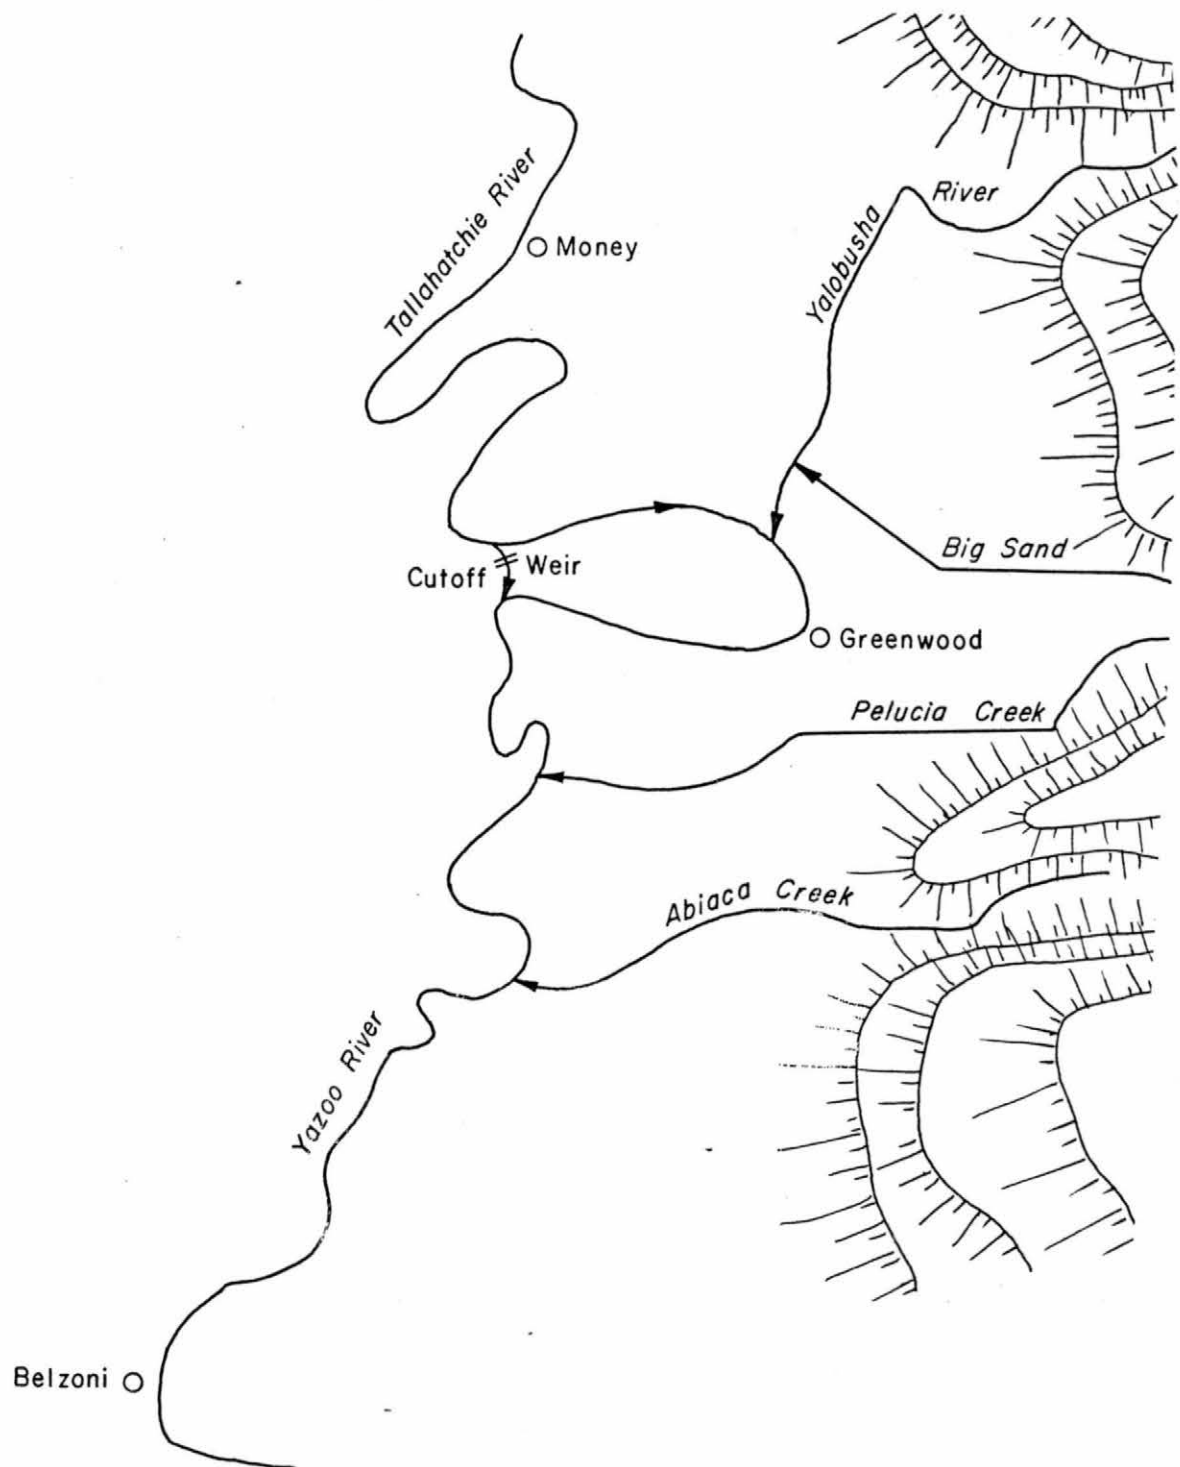 River
Tallahatchie River
Yalobusha
Money
Big Sand
Weir
Cutoff
Greenwood
Pelucia Creek
Abiaca Creek
Yazoo River
Belzoni